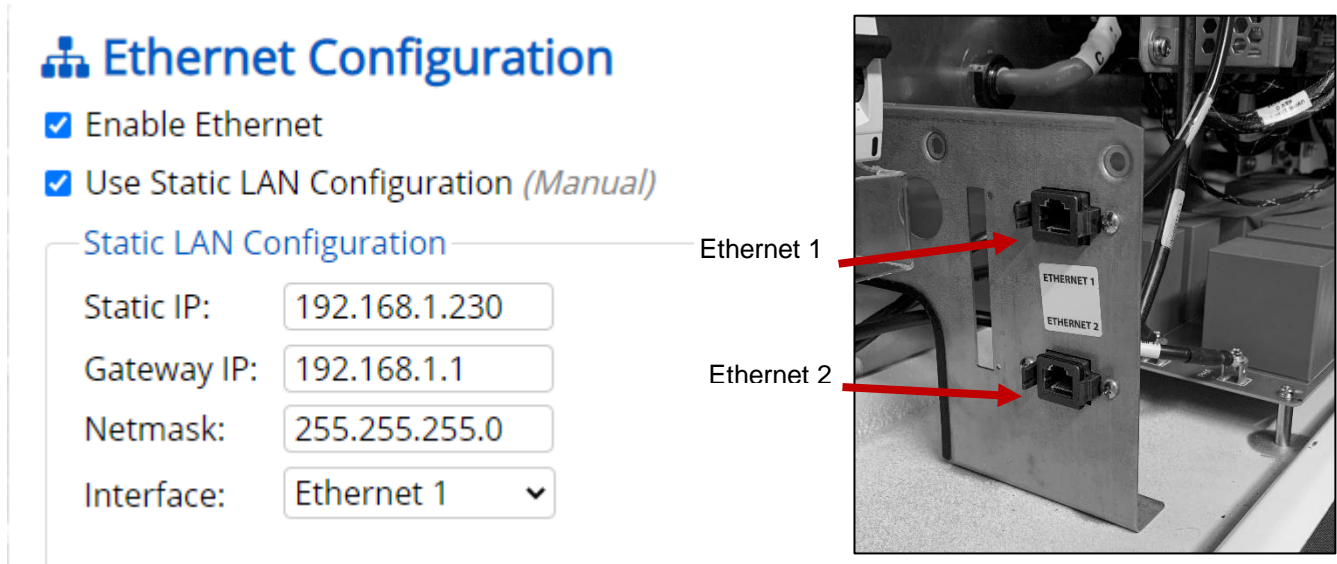 Ethernet Configuration
Enable Ethernet
Use Static LAN Configuration (Manual)
Static LAN Configuration
Static IP: 192.168.1.230
Gateway IP: 192.168.1.1
Netmask: 255.255.255.0
Interface: Ethernet 1
Ethernet 1
Ethernet 2
C
ETHERNET 1
ETHERNET 2